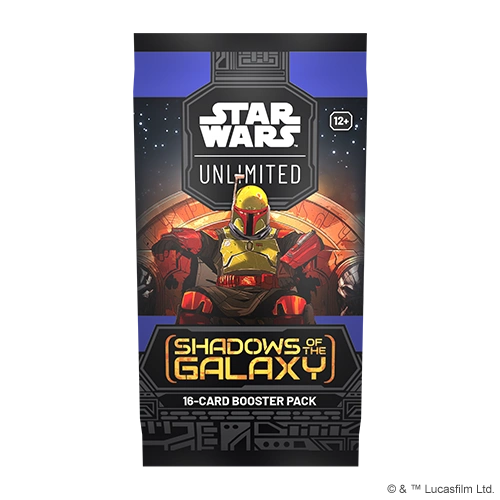 STAR
WARS
12+
UNLIMITED
SHADOWS OF THE
GALAXY
16-CARD BOOSTER PACK
© & ™ Lucasfilm Ltd.